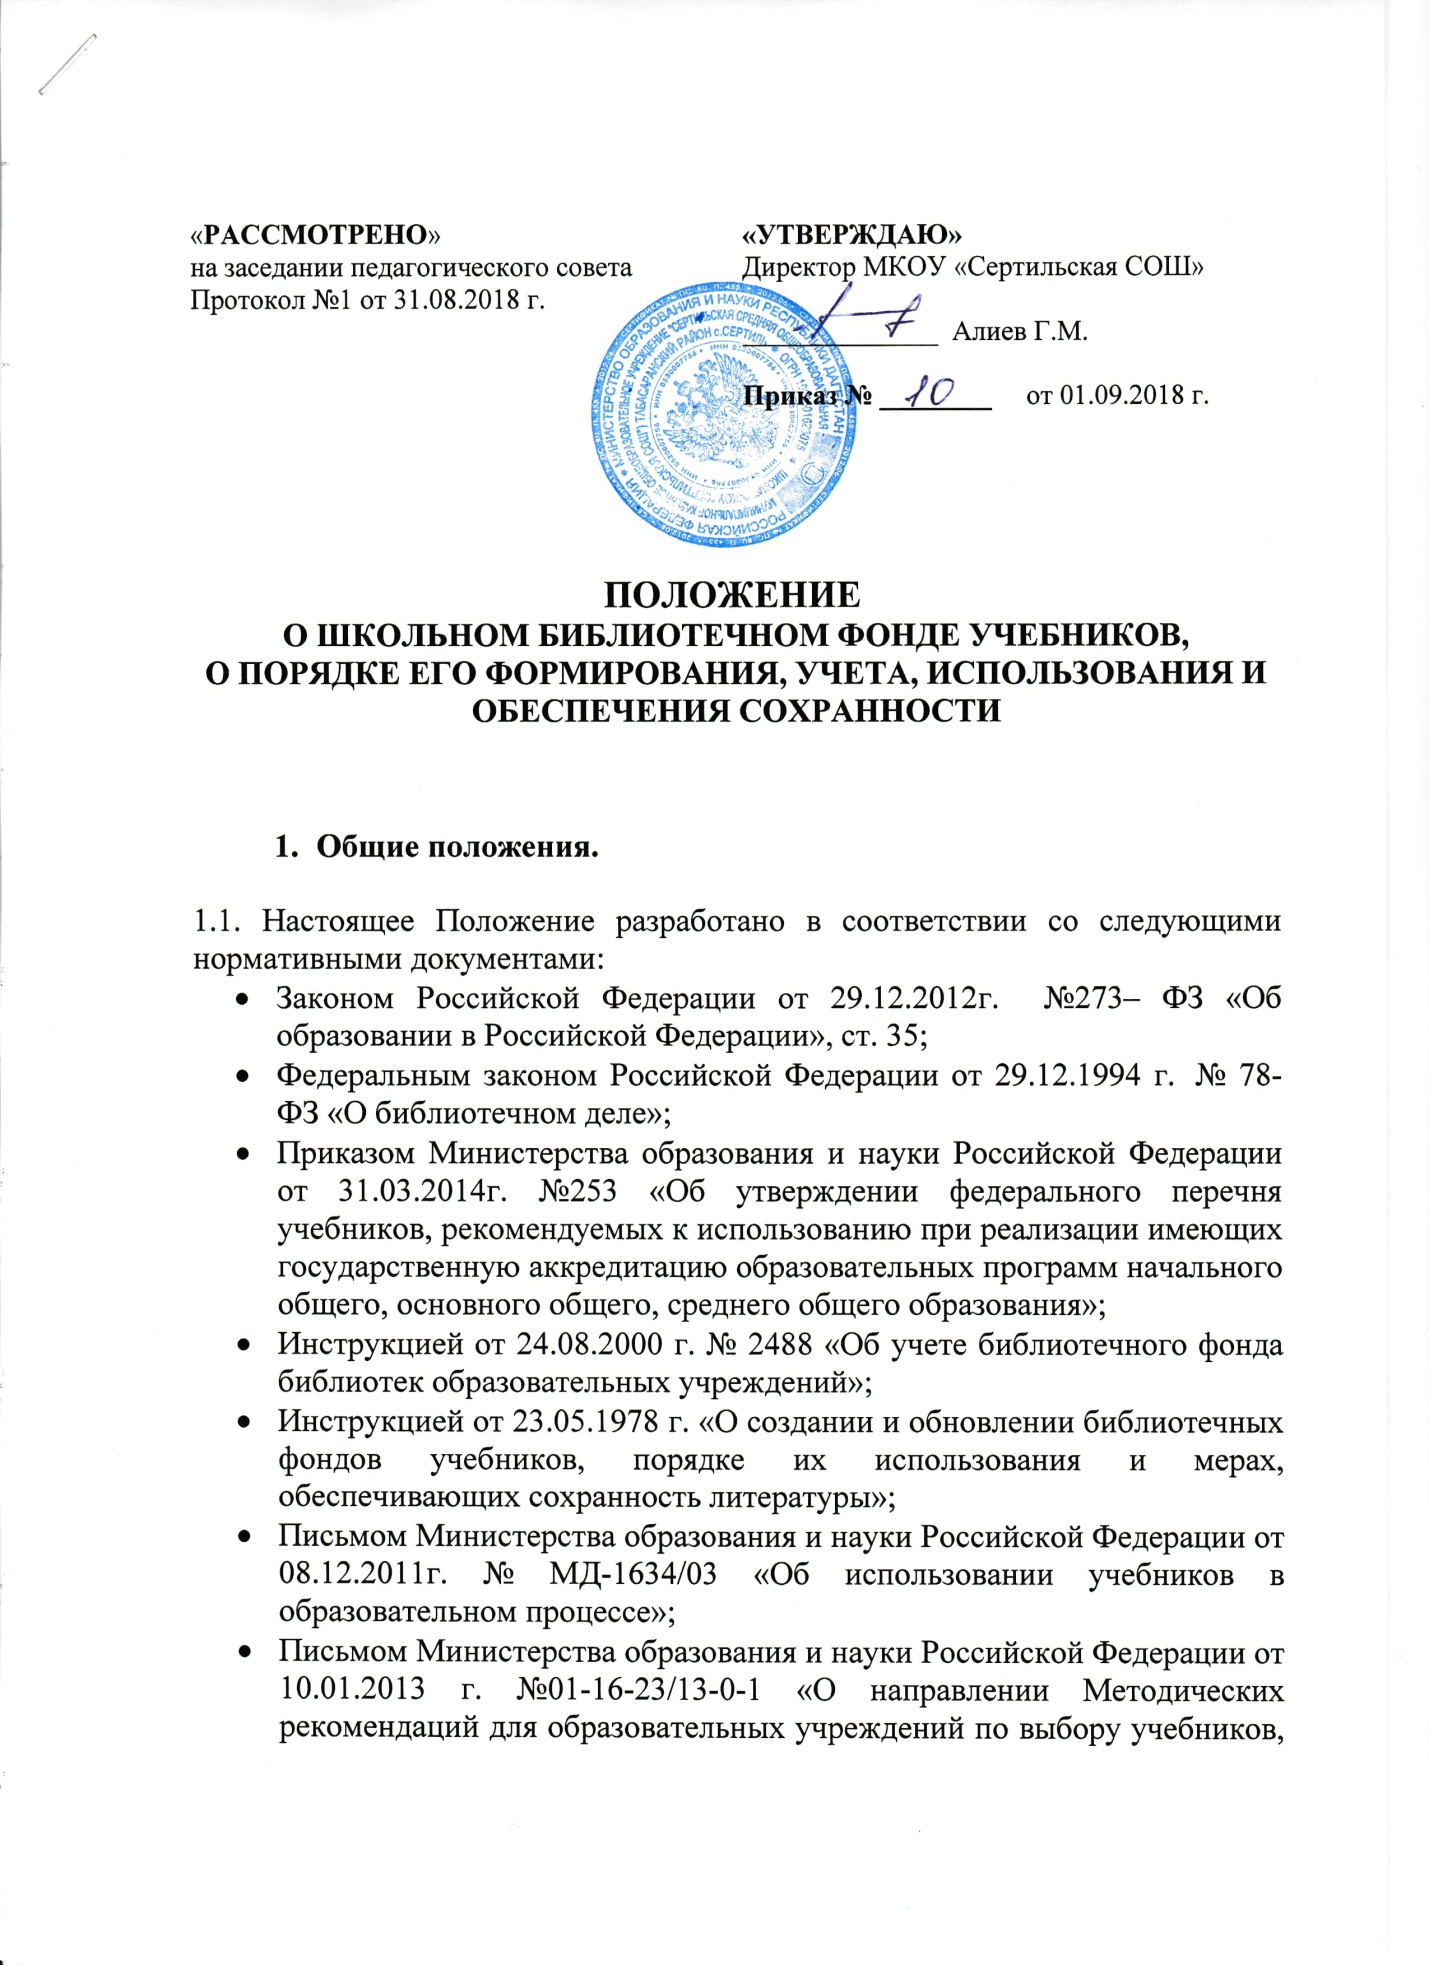 «РАССМОТРЕНО»
на заседании педагогического совета
Протокол №1 от 31.08.2018 г.
«УТВЕРЖДАЮ»
Директор МКОУ «Сертильская СОШ»
Алиев Г.М.
Приказ № 10 от 01.09.2018 г.
РОССИЙСКАЯ ФЕДЕРАЦИЯ * МИНИСТЕРСТВО ОБРАЗОВАНИЯ И НАУКИ РЕСПУБЛИКИ ДАГЕСТАН
ПОЛОЖЕНИЕ
О ШКОЛЬНОМ БИБЛИОТЕЧНОМ ФОНДЕ УЧЕБНИКОВ,
О ПОРЯДКЕ ЕГО ФОРМИРОВАНИЯ, УЧЕТА, ИСПОЛЬЗОВАНИЯ И
ОБЕСПЕЧЕНИЯ СОХРАННОСТИ
1. Общие положения.
1.1. Настоящее Положение разработано в соответствии со следующими
нормативными документами:
• Законом Российской Федерации от 29.12.2012г. №273– ФЗ «Об
образовании в Российской Федерации», ст. 35;
• Федеральным законом Российской Федерации от 29.12.1994 г. № 78-
ФЗ «О библиотечном деле»;
• Приказом Министерства образования и науки Российской Федерации
от 31.03.2014г. №253 «Об утверждении федерального перечня
учебников, рекомендуемых к использованию при реализации имеющих
государственную аккредитацию образовательных программ начального
общего, основного общего, среднего общего образования»;
• Инструкцией от 24.08.2000 г. № 2488 «Об учете библиотечного фонда
библиотек образовательных учреждений»;
• Инструкцией от 23.05.1978 г. «О создании и обновлении библиотечных
фондов учебников, порядке их использования и мерах,
обеспечивающих сохранность литературы»;
• Письмом Министерства образования и науки Российской Федерации от
08.12.2011г. № МД-1634/03 «Об использовании учебников в
образовательном процессе»;
• Письмом Министерства образования и науки Российской Федерации от
10.01.2013 г. №01-16-23/13-0-1 «О направлении Методических
рекомендаций для образовательных учреждений по выбору учебников,